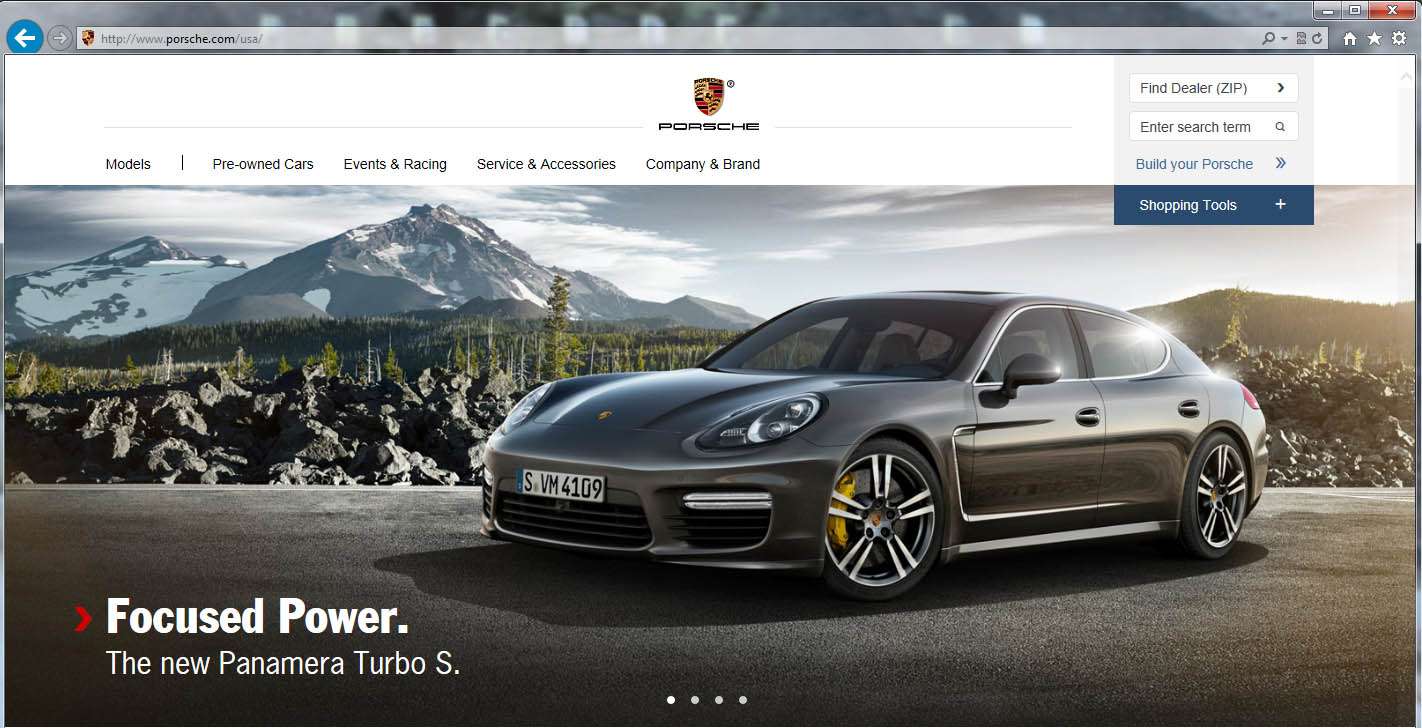 http://www.porsche.com/usa/
PORSCHE
®
PORSCHE
Find Dealer (ZIP)
Enter search term
Models | Pre-owned Cars Events & Racing Service & Accessories Company & Brand
Build your Porsche »
Shopping Tools +
S VM 4109
Focused Power.
The new Panamera Turbo S.